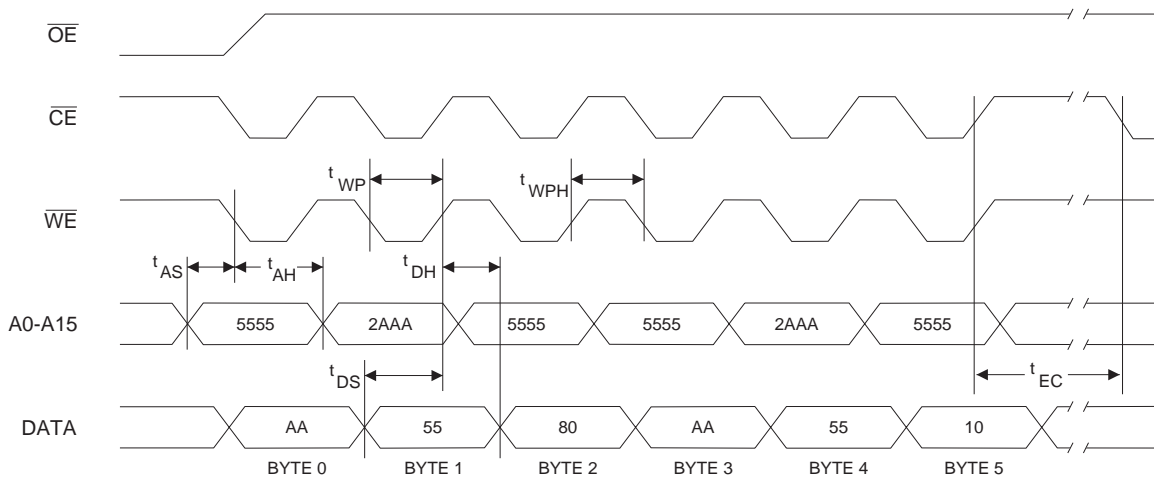 OE
CE
t WP
t WPH
WE
t AS
t AH
t DH
A0-A15
5555
2AAA
5555
5555
2AAA
5555
t DS
t EC
DATA
AA
55
80
AA
55
10
BYTE 0
BYTE 1
BYTE 2
BYTE 3
BYTE 4
BYTE 5